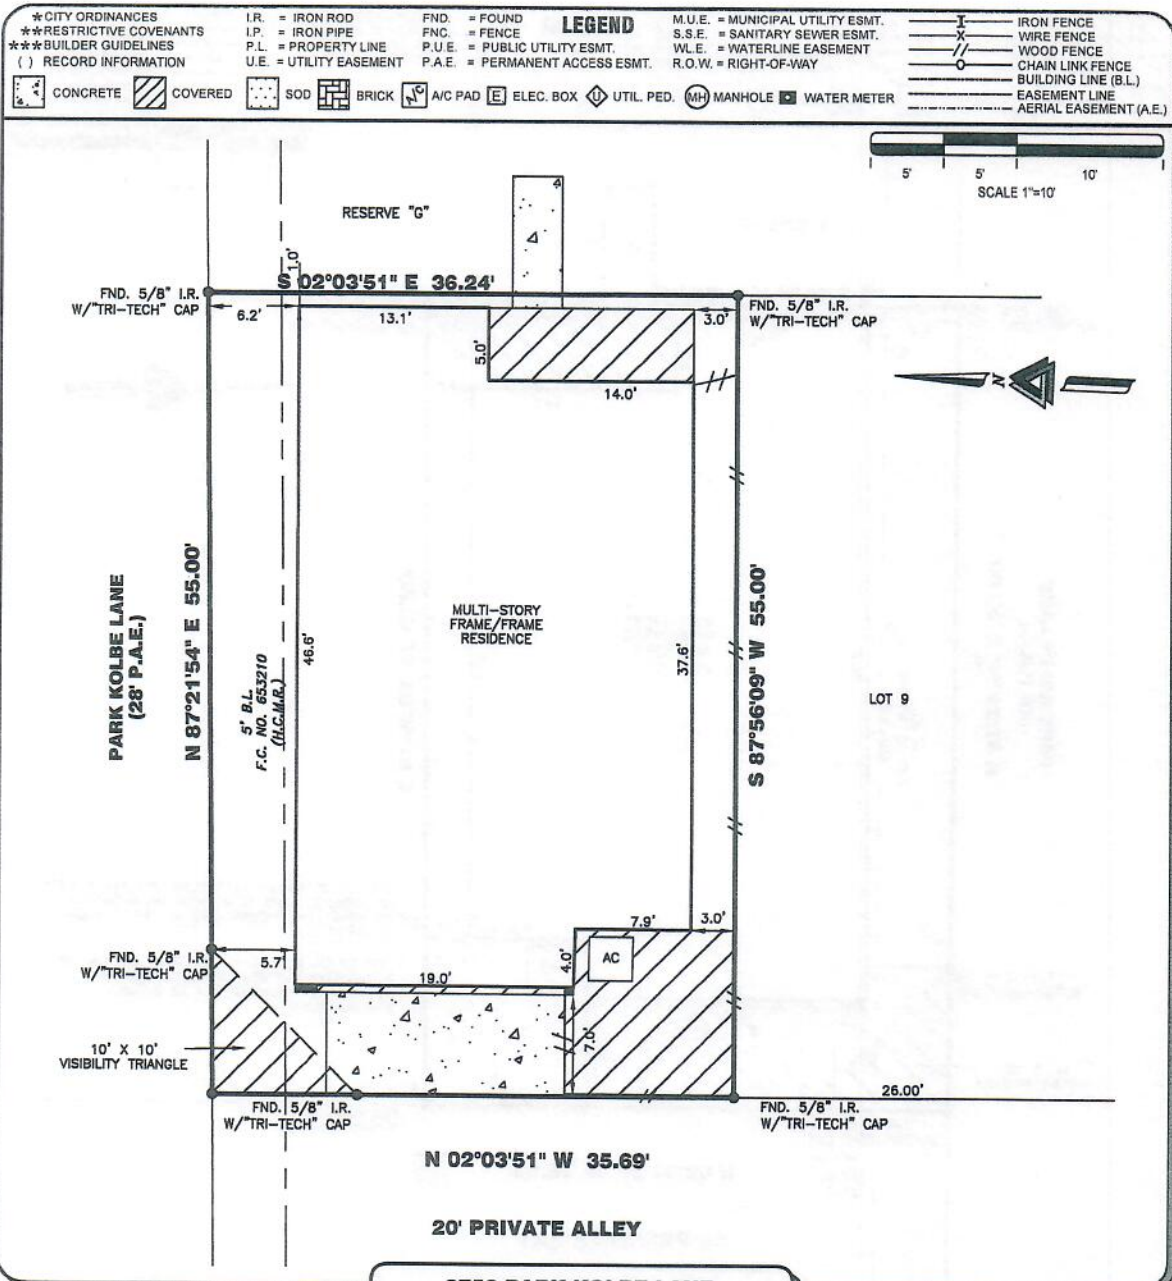 LEGEND
*CITY ORDINANCES
**RESTRICTIVE COVENANTS
***BUILDER GUIDELINES
( ) RECORD INFORMATION
I.R. = IRON ROD
I.P. = IRON PIPE
P.L. = PROPERTY LINE
U.E. = UTILITY EASEMENT
FND. = FOUND
FNC. = FENCE
P.U.E. = PUBLIC UTILITY ESMT.
P.A.E. = PERMANENT ACCESS ESMT.
M.U.E. = MUNICIPAL UTILITY ESMT.
S.S.E. = SANITARY SEWER ESMT.
WL.E. = WATERLINE EASEMENT
R.O.W. = RIGHT-OF-WAY
I IRON FENCE
X WIRE FENCE
// WOOD FENCE
O CHAIN LINK FENCE
BUILDING LINE (B.L.)
EASEMENT LINE
AERIAL EASEMENT (A.E.)
CONCRETE
COVERED
SOD
BRICK
A/C PAD
E ELEC. BOX
U UTIL. PED.
MH MANHOLE
WATER METER
5' 5' 10'
SCALE 1"=10'
RESERVE "G"
1.0'
S 02°03'51" E 36.24'
FND. 5/8" I.R.
W/"TRI-TECH" CAP
FND. 5/8" I.R.
W/"TRI-TECH" CAP
6.2'
13.1'
3.0'
5.0'
14.0'
N
PARK KOLBE LANE
(28' P.A.E.)
N 87°21'54" E 55.00'
5' B.L.
F.C. NO. 653210
(H.C.M.R.)
46.6'
MULTI-STORY
FRAME/FRAME
RESIDENCE
37.6'
S 87°56'09" W 55.00'
LOT 9
7.9'
3.0'
4.0'
AC
FND. 5/8" I.R.
W/"TRI-TECH" CAP
5.7'
19.0'
7.0'
10' X 10'
VISIBILITY TRIANGLE
FND. 5/8" I.R.
W/"TRI-TECH" CAP
26.00'
FND. 5/8" I.R.
W/"TRI-TECH" CAP
N 02°03'51" W 35.69'
20' PRIVATE ALLEY
PARK KOLBE LANE